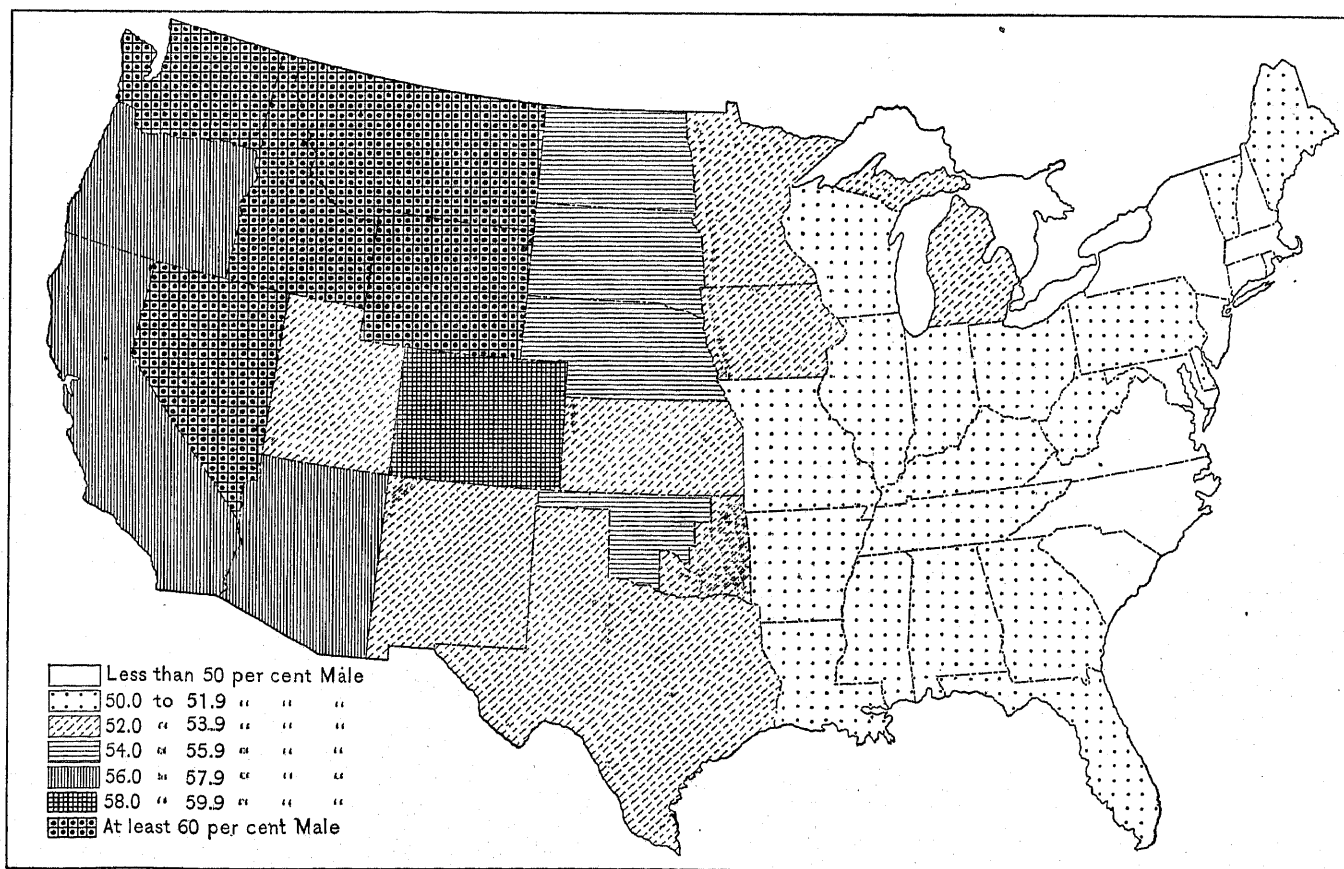 Less than 50 per cent Male
50.0 to 51.9 “ “ “
52.0 “ 53.9 “ “ “
54.0 “ 55.9 “ “ “
56.0 “ 57.9 “ “ “
58.0 “ 59.9 “ “ “
At least 60 per cent Male